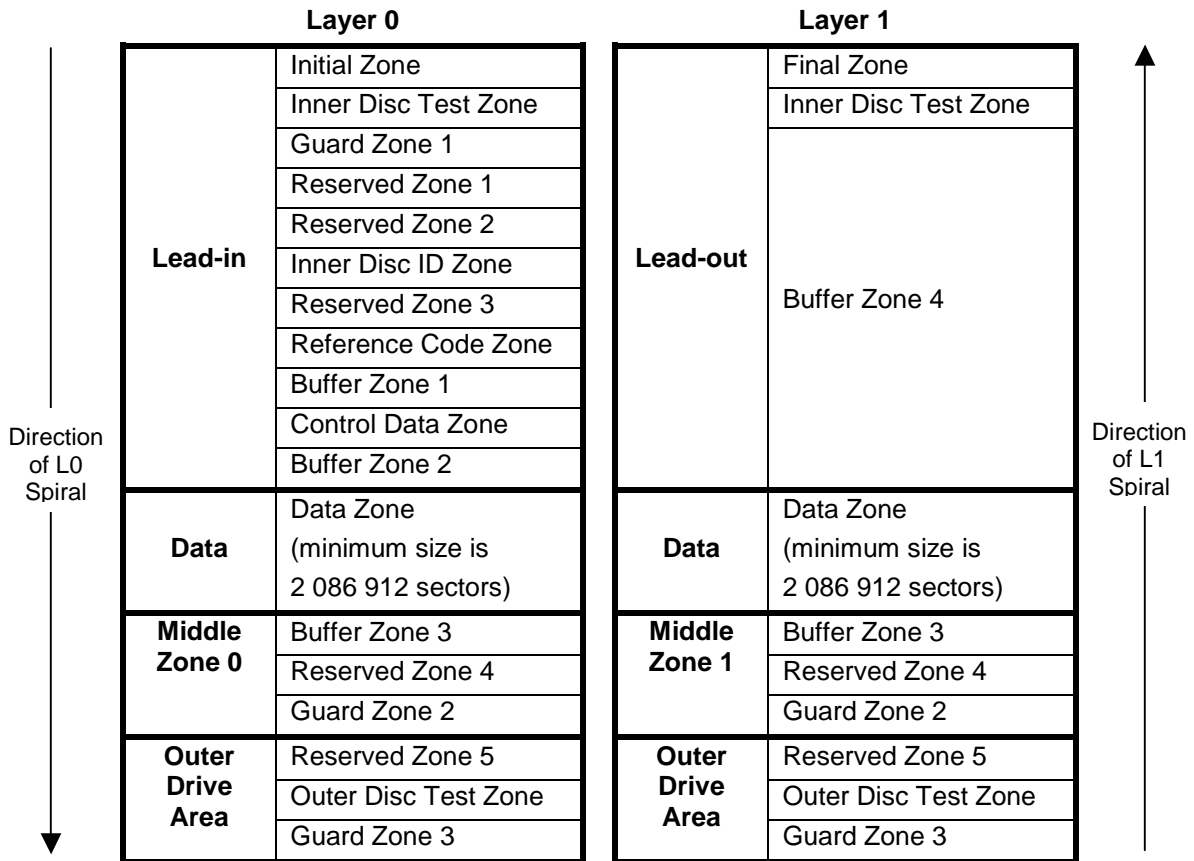 Layer 0
Layer 1
Direction
of L0
Spiral
Lead-in
Initial Zone
Inner Disc Test Zone
Guard Zone 1
Reserved Zone 1
Reserved Zone 2
Inner Disc ID Zone
Reserved Zone 3
Reference Code Zone
Buffer Zone 1
Control Data Zone
Buffer Zone 2
Data
Data Zone
(minimum size is
2 086 912 sectors)
Middle
Zone 0
Buffer Zone 3
Reserved Zone 4
Guard Zone 2
Outer
Drive
Area
Reserved Zone 5
Outer Disc Test Zone
Guard Zone 3
Lead-out
Final Zone
Inner Disc Test Zone
Buffer Zone 4
Data
Data Zone
(minimum size is
2 086 912 sectors)
Middle
Zone 1
Buffer Zone 3
Reserved Zone 4
Guard Zone 2
Outer
Drive
Area
Reserved Zone 5
Outer Disc Test Zone
Guard Zone 3
Direction
of L1
Spiral